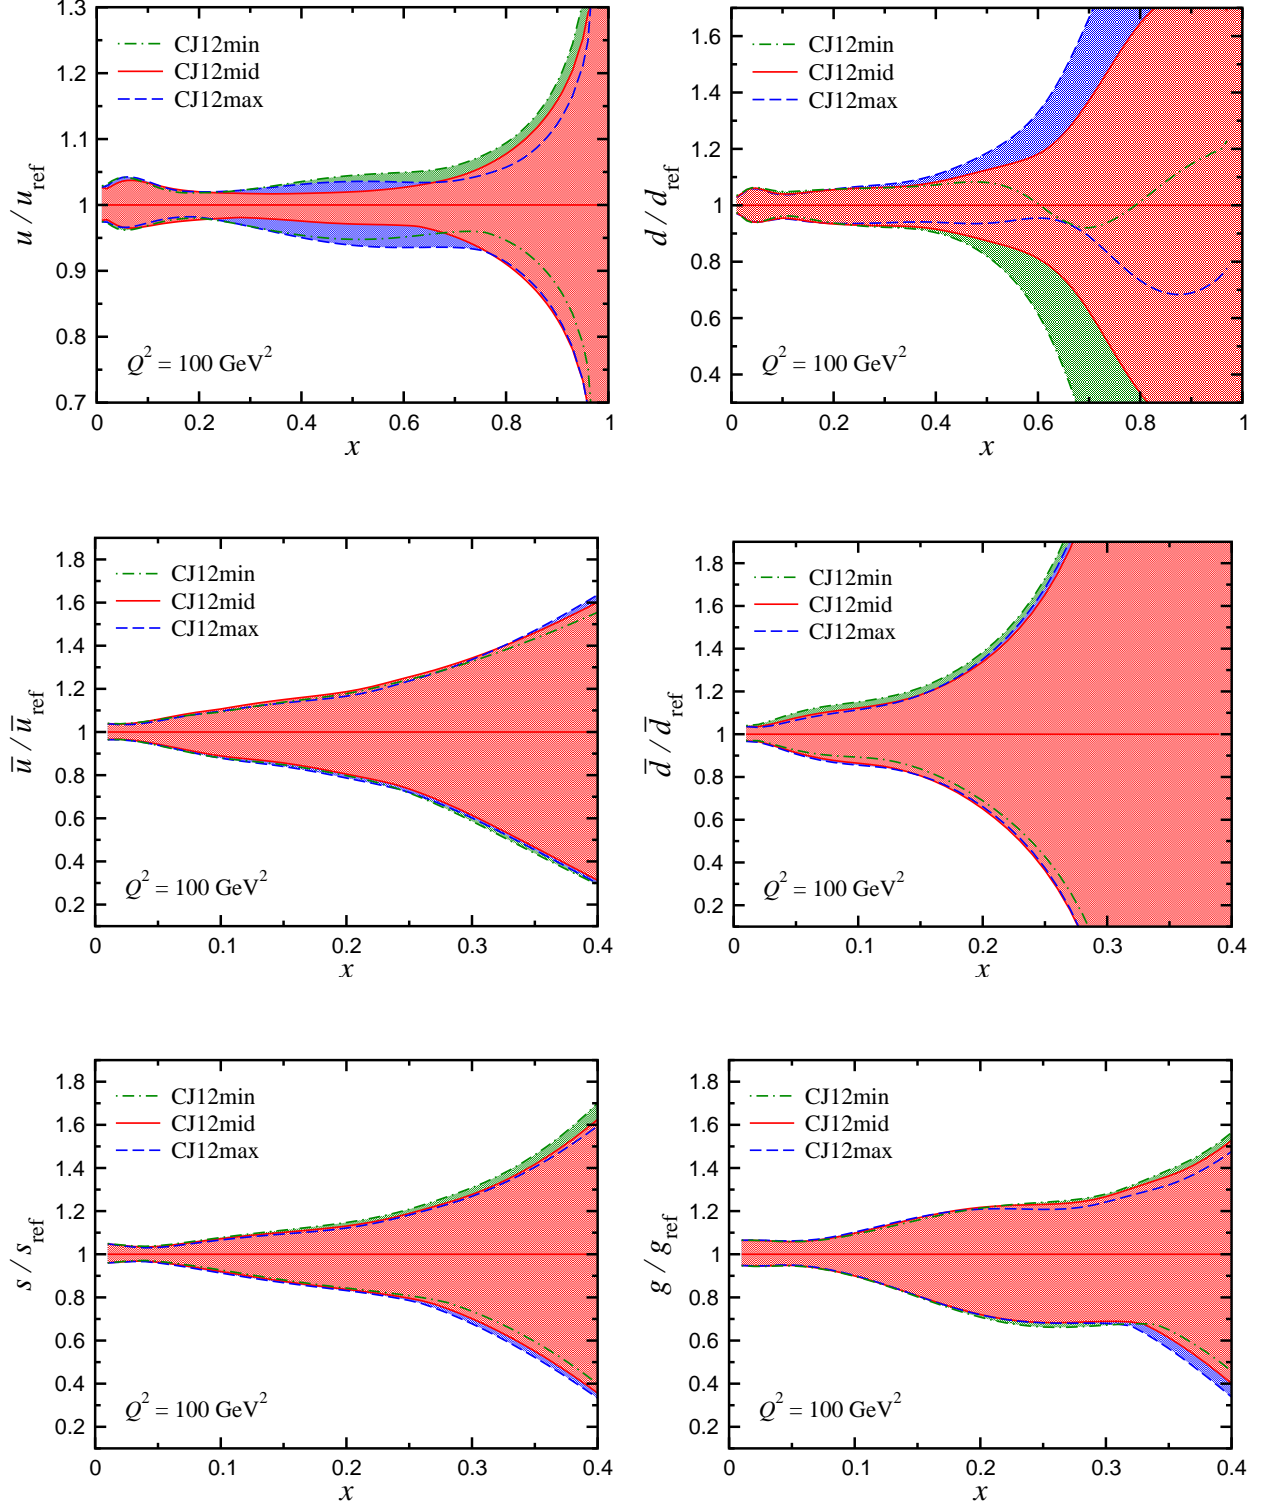 1.3
1.2
1.1
1
0.9
0.8
0.7
u / u_ref
CJ12min
CJ12mid
CJ12max
Q² = 100 GeV²
0 0.2 0.4 0.6 0.8 1
x
1.6
1.4
1.2
1
0.8
0.6
0.4
d / d_ref
CJ12min
CJ12mid
CJ12max
Q² = 100 GeV²
0 0.2 0.4 0.6 0.8 1
x
1.8
1.6
1.4
1.2
1
0.8
0.6
0.4
0.2
u̅ / u̅_ref
CJ12min
CJ12mid
CJ12max
Q² = 100 GeV²
0 0.1 0.2 0.3 0.4
x
1.8
1.6
1.4
1.2
1
0.8
0.6
0.4
0.2
d̅ / d̅_ref
CJ12min
CJ12mid
CJ12max
Q² = 100 GeV²
0 0.1 0.2 0.3 0.4
x
1.8
1.6
1.4
1.2
1
0.8
0.6
0.4
0.2
s / s_ref
CJ12min
CJ12mid
CJ12max
Q² = 100 GeV²
0 0.1 0.2 0.3 0.4
x
1.8
1.6
1.4
1.2
1
0.8
0.6
0.4
0.2
g / g_ref
CJ12min
CJ12mid
CJ12max
Q² = 100 GeV²
0 0.1 0.2 0.3 0.4
x